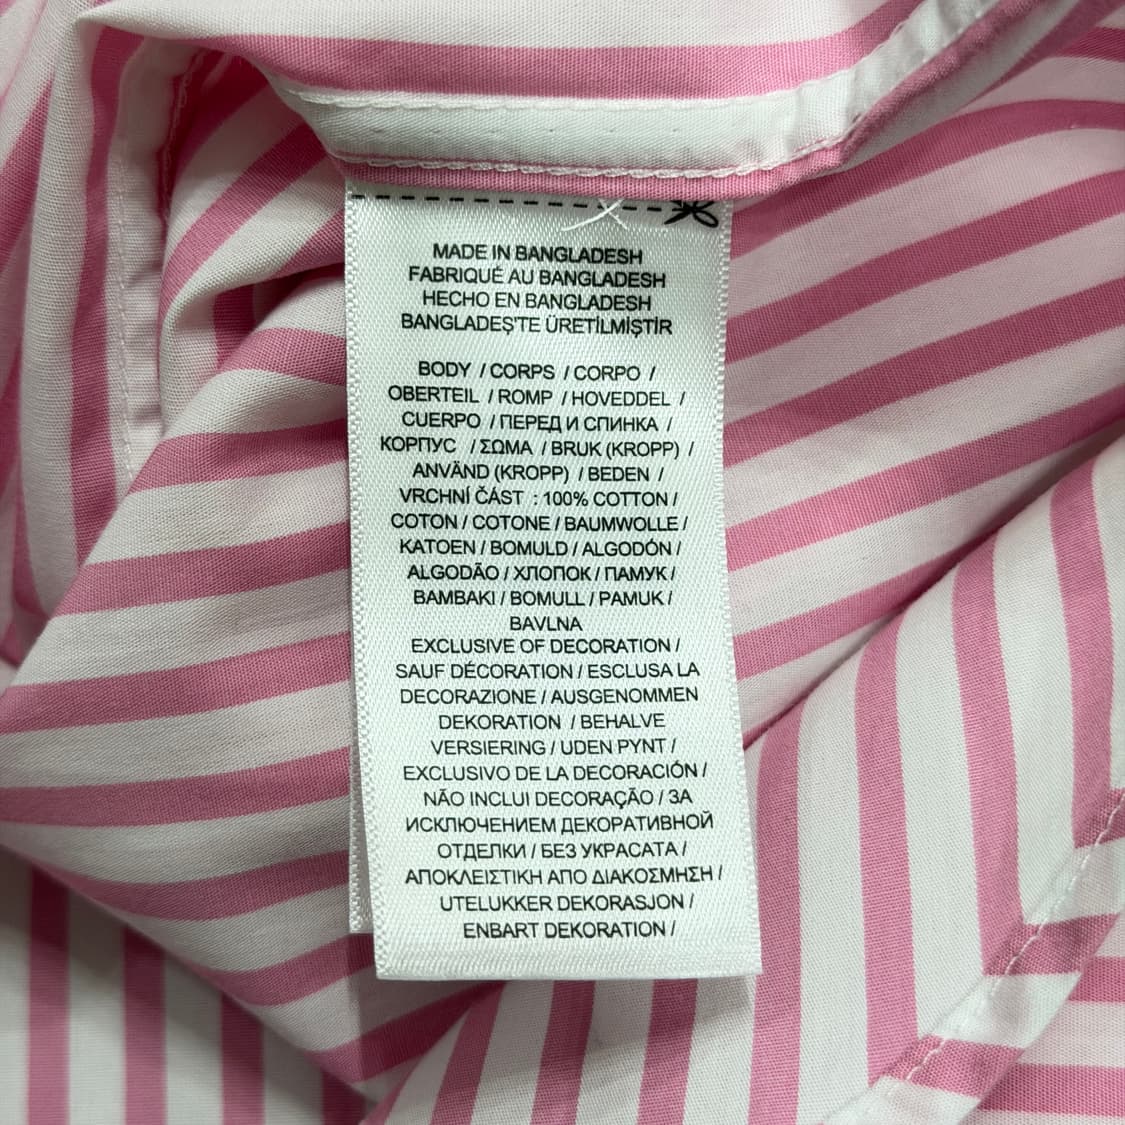 MADE IN BANGLADESH
FABRIQUÉ AU BANGLADESH
HECHO EN BANGLADESH
BANGLADEŞ'TE ÜRETİLMİŞTİR
BODY / CORPS / CORPO /
OBERTEIL / ROMP / HOVEDDEL /
CUERPO / ПЕРЕД И СПИНКА /
КОРПУС / ΣΩΜΑ / BRUK (KROPP) /
ANVÄND (KROPP) / BEDEN /
VRCHNÍ ČÁST : 100% COTTON /
COTON / COTONE / BAUMWOLLE /
KATOEN / BOMULD / ALGODÓN /
ALGODÃO / ХЛОПОК / ПАМУК /
BAMBAKI / BOMULL / PAMUK /
BAVLNA
EXCLUSIVE OF DECORATION /
SAUF DÉCORATION / ESCLUSA LA
DECORAZIONE / AUSGENOMMEN
DEKORATION / BEHALVE
VERSIERING / UDEN PYNT /
EXCLUSIVO DE LA DECORACIÓN /
NÃO INCLUI DECORAÇÃO / ЗА
ИСКЛЮЧЕНИЕМ ДЕКОРАТИВНОЙ
ОТДЕЛКИ / БЕЗ УКРАСАТА /
ΑΠΟΚΛΕΙΣΤΙΚΗ ΑΠΟ ΔΙΑΚΟΣΜΗΣΗ /
UTELUKKER DEKORASJON /
ENBART DEKORATION /